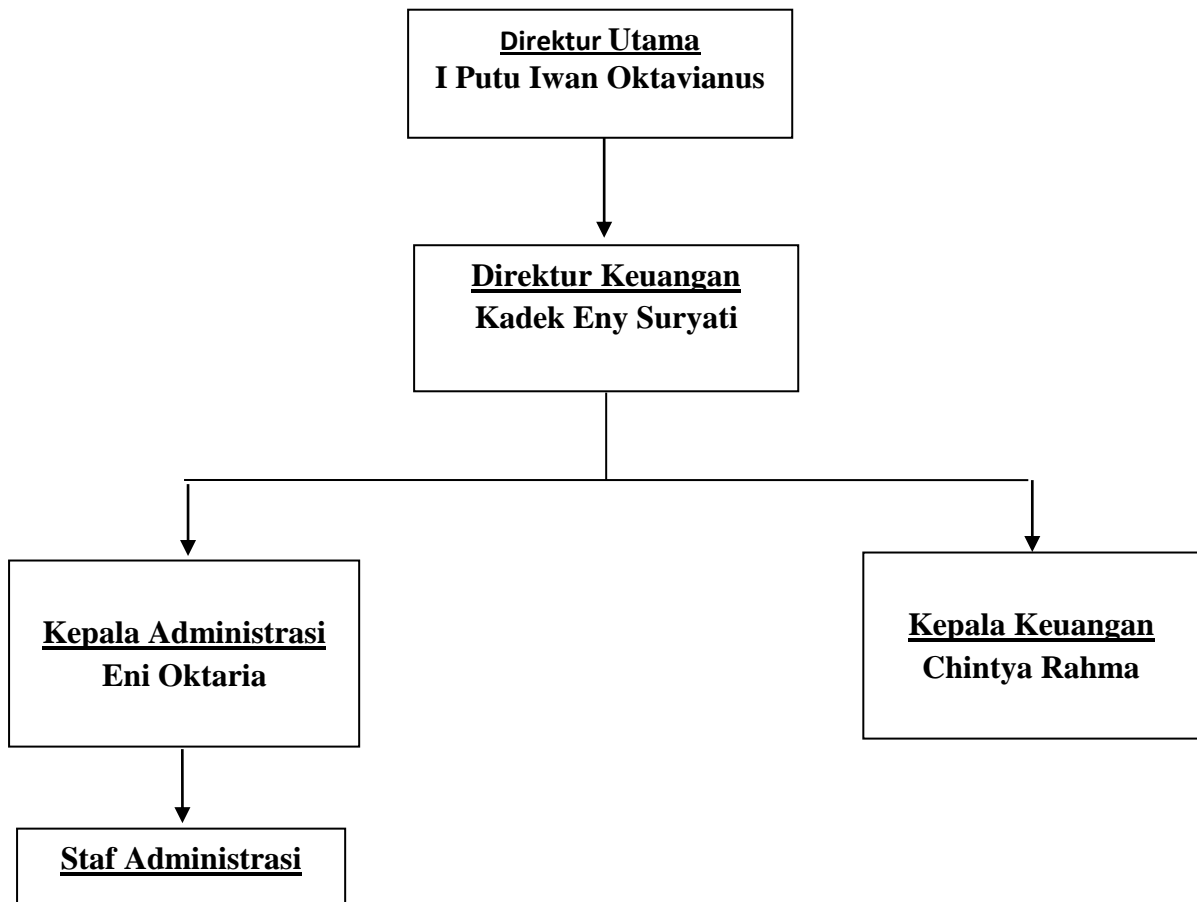 Direktur Utama
I Putu Iwan Oktavianus
Direktur Keuangan
Kadek Eny Suryati
Kepala Administrasi
Eni Oktaria
Kepala Keuangan
Chintya Rahma
Staf Administrasi